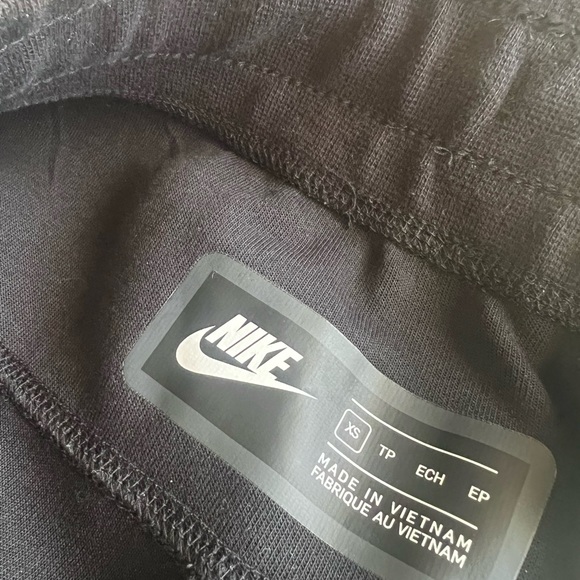 NIKE
XS TP ECH EP
MADE IN VIETNAM
FABRIQUE AU VIETNAM